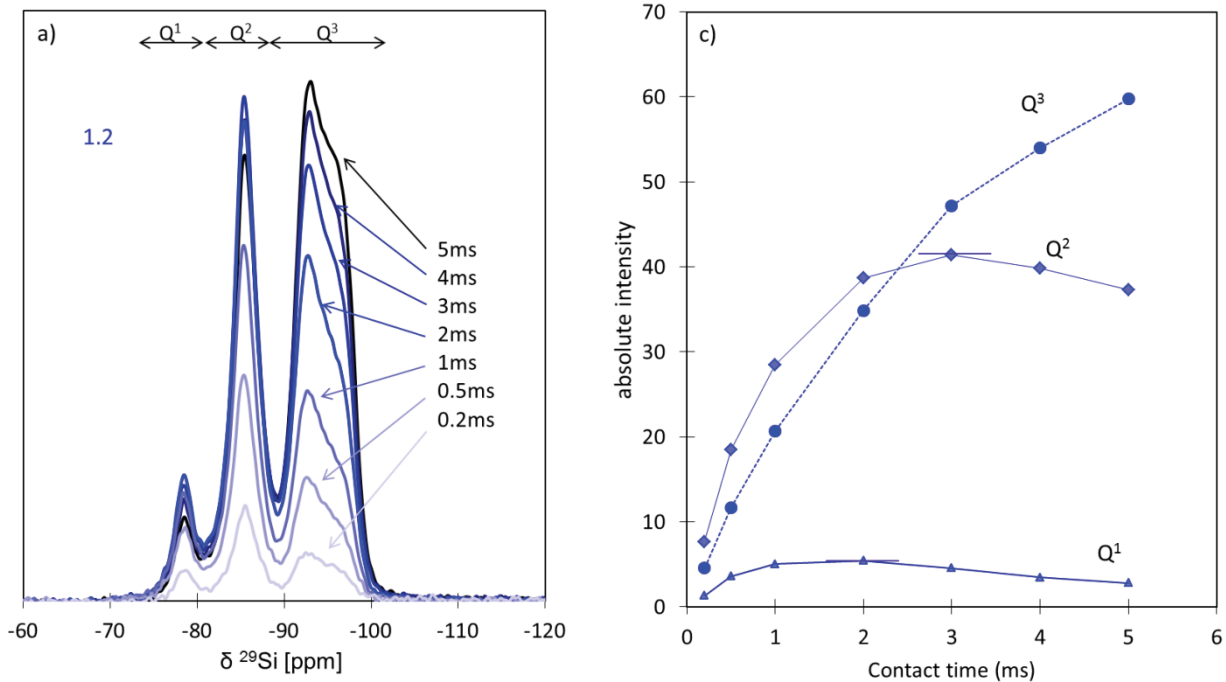 a)
Q¹ Q² Q³
1.2
5ms
4ms
3ms
2ms
1ms
0.5ms
0.2ms
-60 -70 -80 -90 -100 -110 -120
δ ²⁹Si [ppm]
c)
70
60
50
40
30
20
10
0
absolute intensity
Q³
Q²
Q¹
0 1 2 3 4 5 6
Contact time (ms)